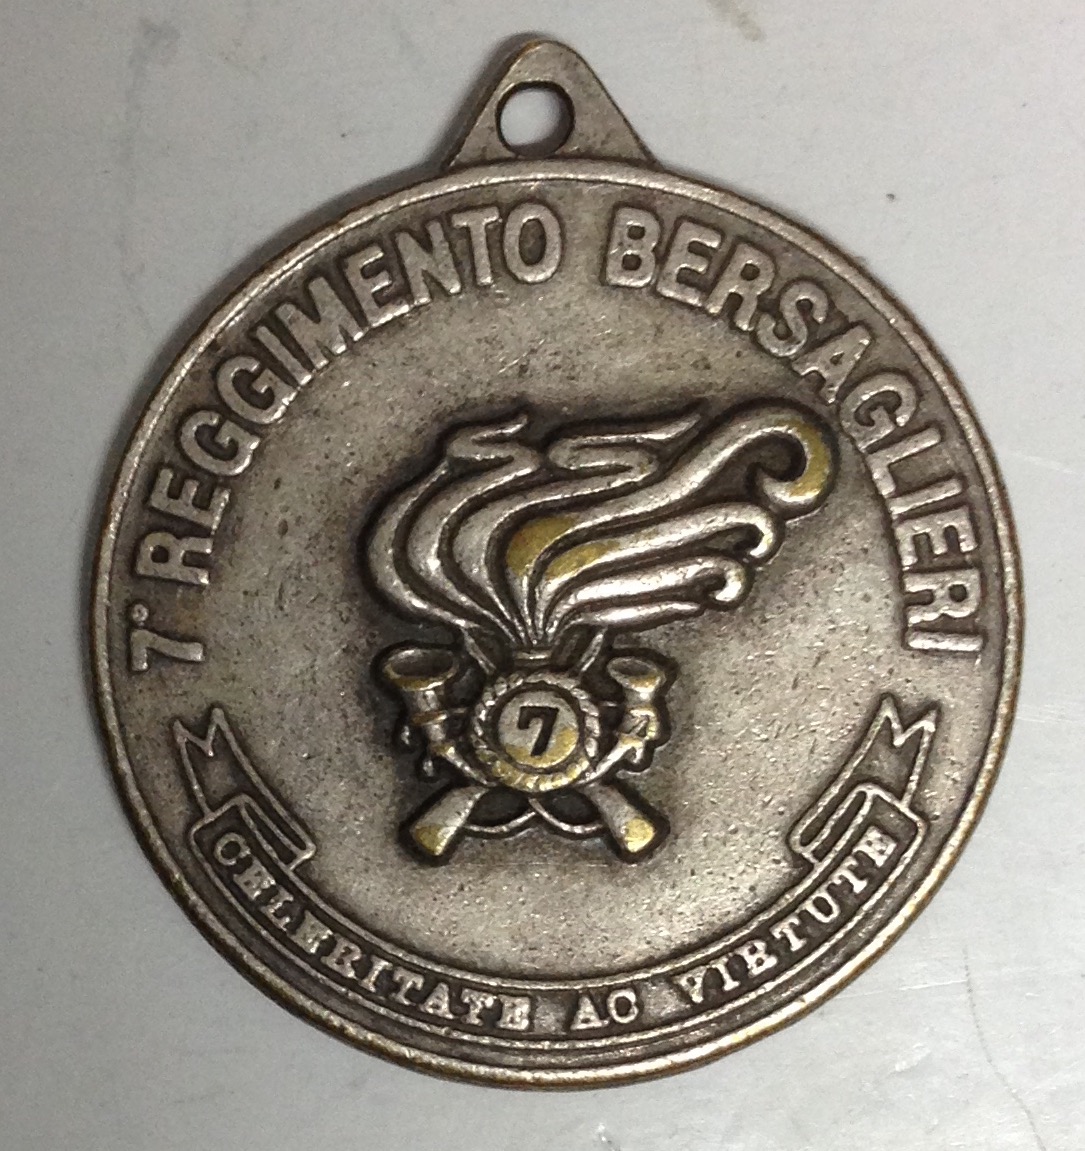 7° REGGIMENTO BERSAGLIERI
7
CELERITATE AC VIRTUTE